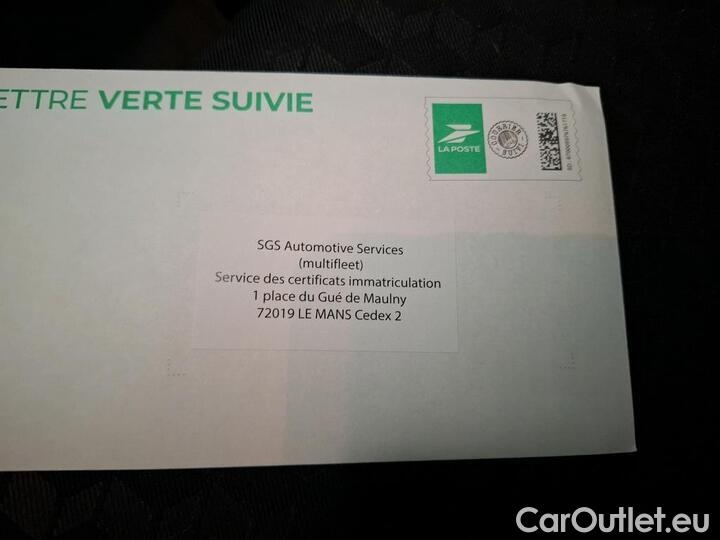 ETTRE VERTE SUIVIE
LA POSTE
SGS Automotive Services
(multifleet)
Service des certificats immatriculation
1 place du Gué de Maulny
72019 LE MANS Cedex 2
CarOutlet.eu